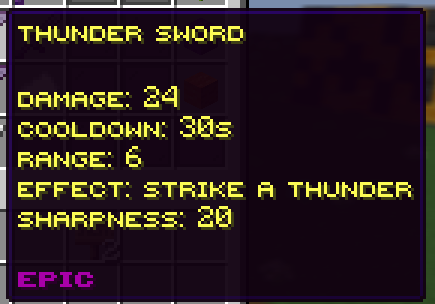 THUNDER SWORD
DAMAGE: 24
COOLDOWN: 30s
RANGE: 6
EFFECT: STRIKE A THUNDER
SHARPNESS: 20
EPIC